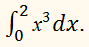 ∫₀² x³ dx.